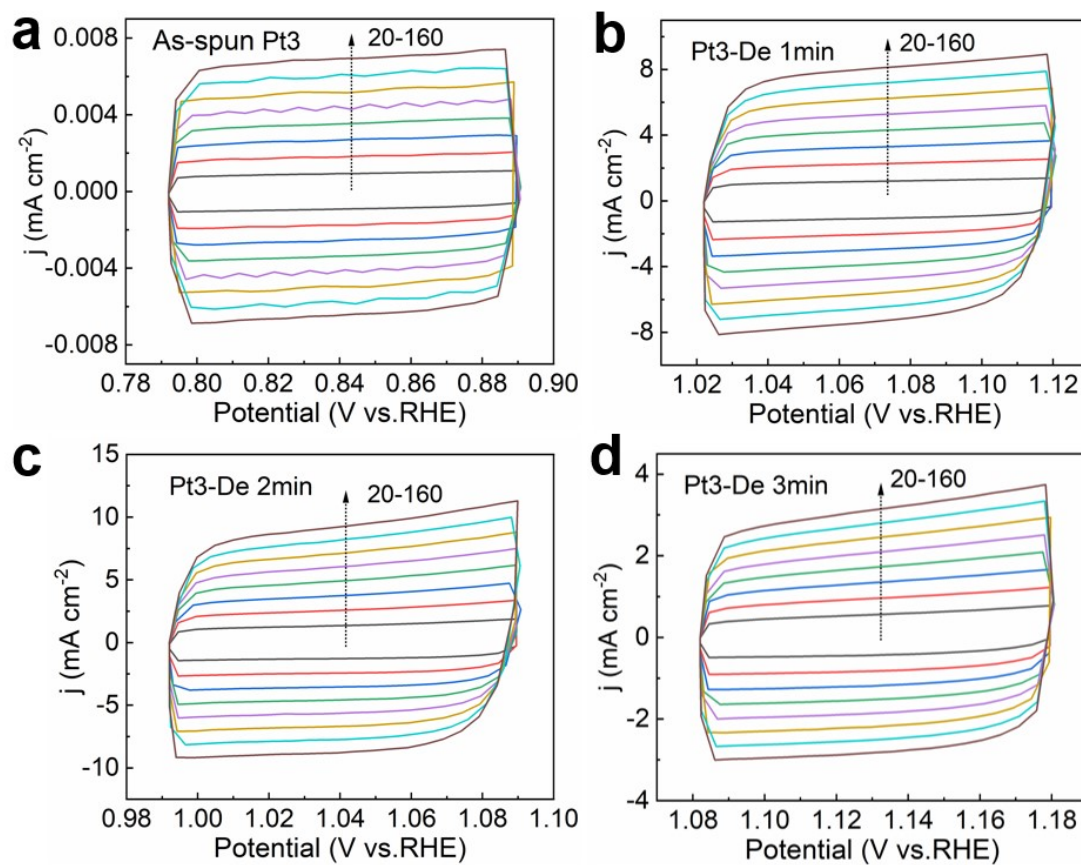 a
As-spun Pt3
20-160
j (mA cm-2)
0.008
0.004
0.000
-0.004
-0.008
0.78 0.80 0.82 0.84 0.86 0.88 0.90
Potential (V vs.RHE)
b
Pt3-De 1min
20-160
j (mA cm-2)
8
4
0
-4
-8
1.02 1.04 1.06 1.08 1.10 1.12
Potential (V vs.RHE)
c
Pt3-De 2min
20-160
j (mA cm-2)
15
10
5
0
-5
-10
0.98 1.00 1.02 1.04 1.06 1.08 1.10
Potential (V vs.RHE)
d
Pt3-De 3min
20-160
j (mA cm-2)
4
2
0
-2
-4
1.08 1.10 1.12 1.14 1.16 1.18
Potential (V vs.RHE)